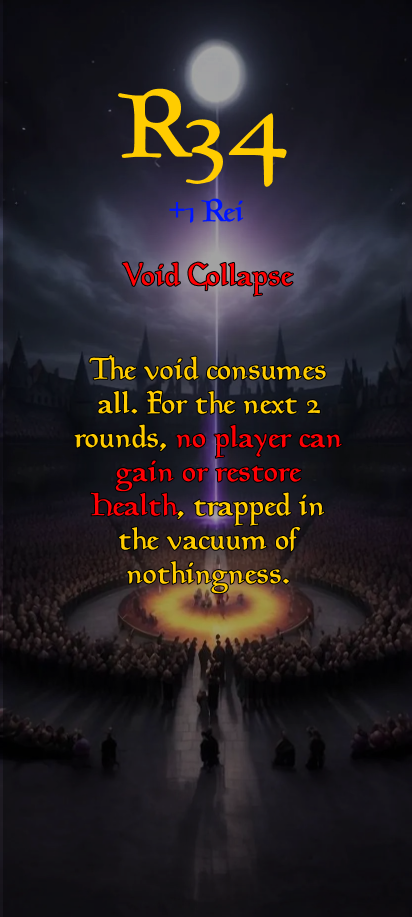 R34
+1 Rei
Void Collapse
The void consumes
all. For the next 2
rounds, no player can
gain or restore
health, trapped in
the vacuum of
nothingness.